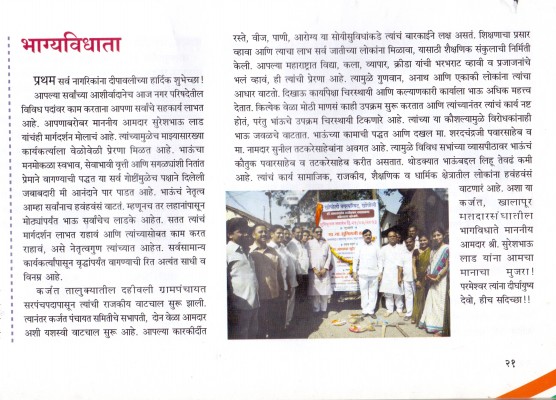 भाग्यविधाता
प्रथम सर्व नागरिकांना दीपावलीच्या हार्दिक शुभेच्छा!
आपल्या सर्वांच्या आशीर्वादानेच आज नगर परिषदेतील
विविध पदांवर काम करताना आपणा सर्वांचे सहकार्य लाभत
आहे. आपणाबरोबर माननीय आमदार सुरेशभाऊ लाड
यांचंही मार्गदर्शन मोलाचं आहे. त्यांच्यामुळेच माझ्यासारख्या
कार्यकर्त्याला वेळोवेळी प्रेरणा मिळत आहे. भाऊंचा
मनमोकळा स्वभाव, सेवाभावी वृत्ती आणि सगळ्यांशी नितांत
प्रेमाने वागण्याची पद्धत या सर्व गोष्टींमुळेच पक्षाने दिलेली
जबाबदारी मी आनंदाने पार पाडत आहे. भाऊंचं नेतृत्व
आम्हा सर्वांनाच हवंहवंसं वाटतं. म्हणूनच तर लहानांपासून
मोठ्यांपर्यंत भाऊ सर्वांचेच लाडके आहेत. सतत त्यांचं
मार्गदर्शन लाभत राहावं आणि त्यांच्यासोबत काम करत
राहावं, असे नेतृत्वगुण त्यांच्यात आहेत. सर्वसामान्य
कार्यकर्त्यांपासून वृद्धांपर्यंत वागण्याची रित अत्यंत साधी व
विनम्र आहे.
कर्जत तालुक्यातील दहीवली ग्रामपंचायत
सरपंचपदापासून त्यांची राजकीय वाटचाल सुरू झाली.
त्यानंतर कर्जत पंचायत समितीचे सभापती, दोन वेळा आमदार
अशी यशस्वी वाटचाल सुरू आहे. आपल्या कारकीर्दीत
रस्ते, वीज, पाणी, आरोग्य या सोयीसुविधांकडे त्यांचं बारकाईने लक्ष असतं. शिक्षणाचा प्रसार
व्हावा आणि त्याचा लाभ सर्व जातीच्या लोकांना मिळावा, यासाठी शैक्षणिक संकुलाची निर्मिती
केली. आपल्या महाराष्ट्रात विद्या, कला, व्यापार, क्रीडा यांची भरभराट व्हावी व प्रजाजनांचे
भलं व्हावं, ही त्यांची प्रेरणा आहे. त्यामुळे गुणवान, अनाथ आणि एकाकी लोकांना त्यांचा
आधार वाटतो. दिखाऊ कार्यापेक्षा चिरस्थायी आणि कल्याणकारी कार्याला भाऊ अधिक महत्त्व
देतात. कित्येक वेळा मोठी माणसं काही उपक्रम सुरू करतात आणि त्यांच्यानंतर त्यांचं कार्य नष्ट
होतं, परंतु भाऊंचे उपक्रम चिरस्थायी टिकणारे आहेत. त्यांच्या या कौशल्यामुळे विरोधकांनाही
भाऊ जवळचे वाटतात. भाऊंच्या कामाची पद्धत आणि दखल मा. शरदचंद्रजी पवारसाहेब व
मा. नामदार सुनील तटकरेसाहेबांना अवगत आहे. त्यामुळे विविध सभांच्या व्यासपीठावर भाऊंचं
कौतुक पवारसाहेब व तटकरेसाहेब करीत असतात. थोडक्यात भाऊंबद्दल लिहू तेवढं कमी
आहे. त्यांचं कार्य सामाजिक, राजकीय, शैक्षणिक व धार्मिक क्षेत्रातील लोकांना हवंहवंसं
वाटणारं आहे. अशा या
कर्जत, खालापूर
मतदारसंघातील
भाग्यविधाते माननीय
आमदार श्री. सुरेशभाऊ
लाड यांना आमचा
मानाचा मुजरा!
परमेश्वर त्यांना दीर्घायुष्य
देवो, हीच सदिच्छा!!
२१